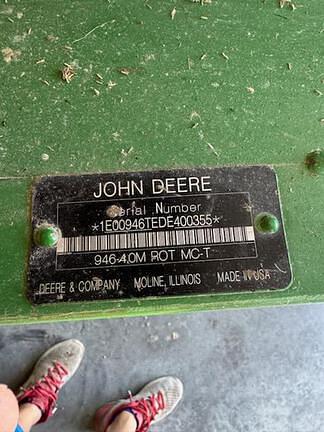 JOHN DEERE
Serial Number
*1E00946TEDE400355*
946-4.0M ROT MC-T
DEERE & COMPANY MOLINE, ILLINOIS MADE IN USA